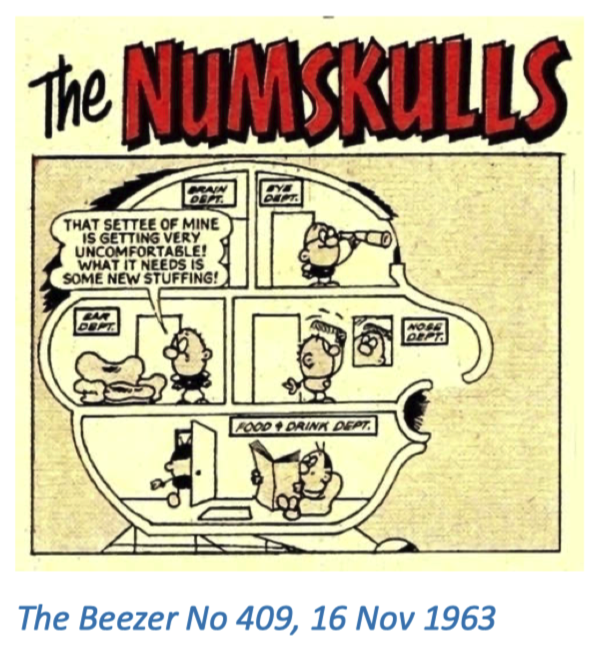 The NUMSKULLS
BRAIN
DEPT.
EYE
DEPT.
THAT SETTEE OF MINE
IS GETTING VERY
UNCOMFORTABLE!
WHAT IT NEEDS IS
SOME NEW STUFFING!
EAR
DEPT.
NOSE
DEPT.
FOOD & DRINK DEPT.
The Beezer No 409, 16 Nov 1963